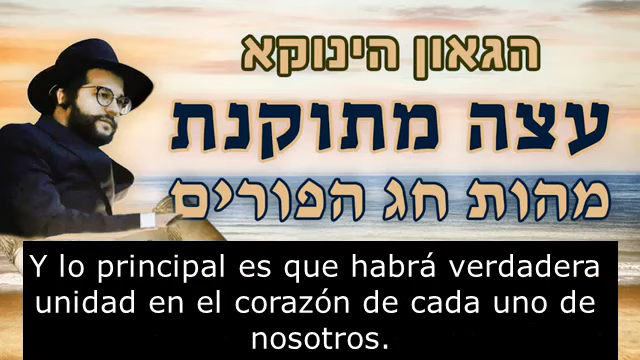 הגאון הינוקא
עצה מתוקנת
מהות חג הפורים
Y lo principal es que habrá verdadera
unidad en el corazón de cada uno de
nosotros.